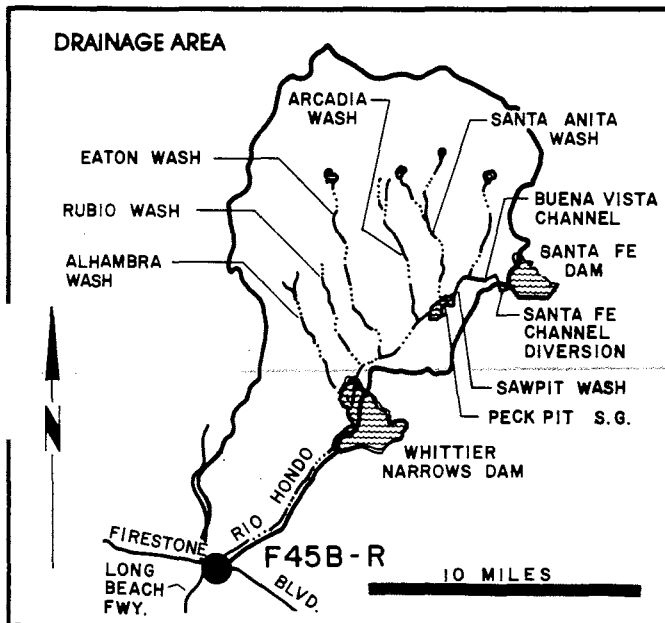 DRAINAGE AREA
ARCADIA
WASH
SANTA ANITA
WASH
EATON WASH
RUBIO WASH
BUENA VISTA
CHANNEL
ALHAMBRA
WASH
SANTA FE
DAM
SANTA FE
CHANNEL
DIVERSION
SAWPIT WASH
PECK PIT S.G.
N
WHITTIER
NARROWS DAM
RIO HONDO
FIRESTONE
BLVD.
F45B-R
LONG
BEACH
FWY.
10 MILES